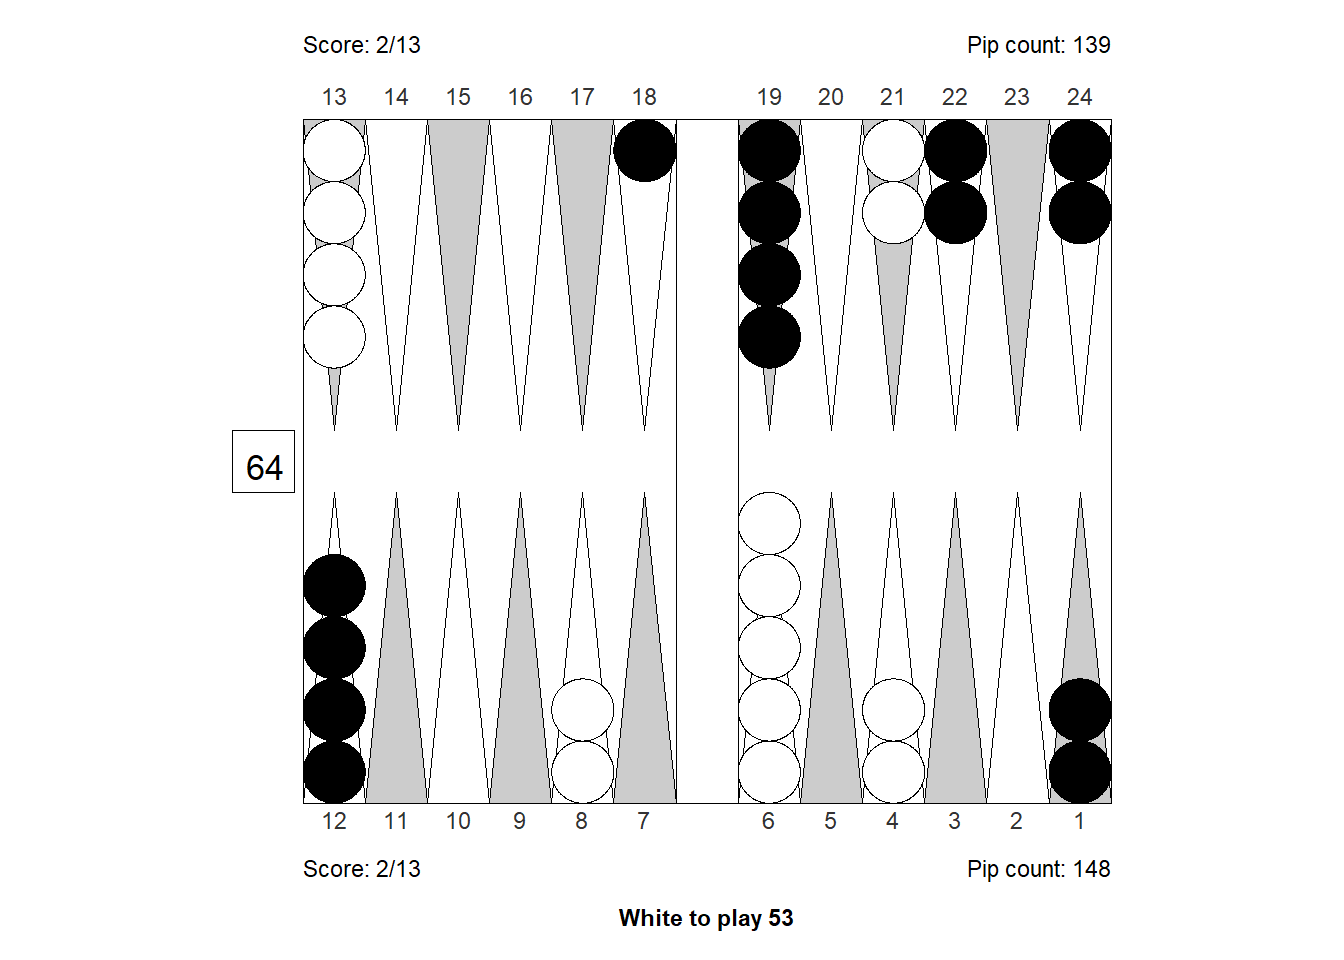 Score: 2/13 Pip count: 139
13 14 15 16 17 18 19 20 21 22 23 24
64
12 11 10 9 8 7 6 5 4 3 2 1
Score: 2/13 Pip count: 148
White to play 53